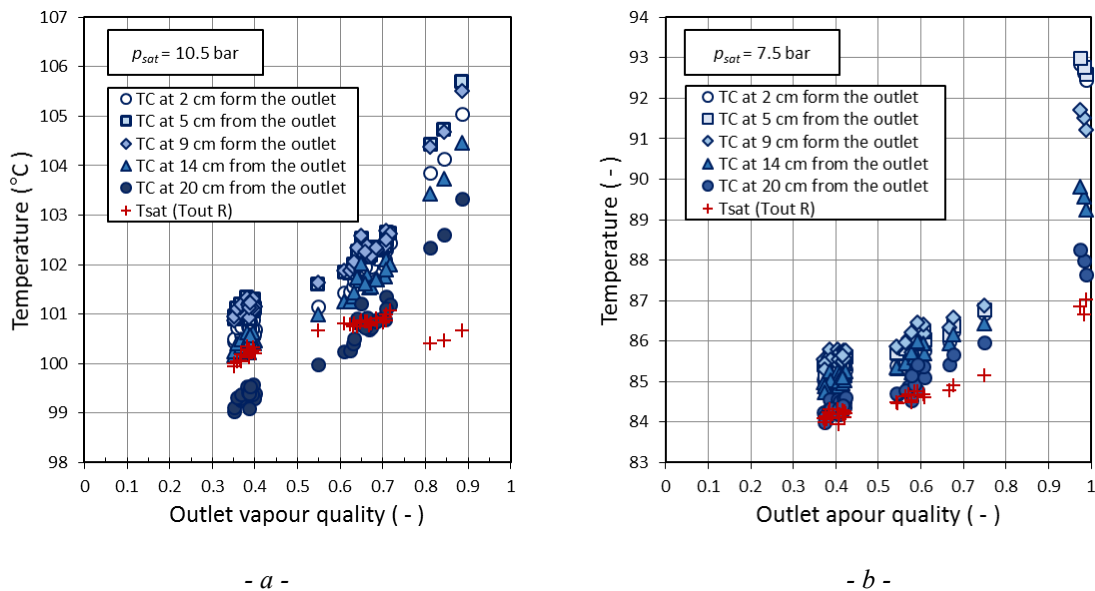 107
106
105
104
103
102
101
100
99
98
Temperature (°C)
p_sat = 10.5 bar
TC at 2 cm form the outlet
TC at 5 cm from the outlet
TC at 9 cm from the outlet
TC at 14 cm from the outlet
TC at 20 cm from the outlet
Tsat (Tout R)
0 0.1 0.2 0.3 0.4 0.5 0.6 0.7 0.8 0.9 1
Outlet vapour quality ( - )
- a -
94
93
92
91
90
89
88
87
86
85
84
83
Temperature ( - )
p_sat = 7.5 bar
TC at 2 cm from the outlet
TC at 5 cm from the outlet
TC at 9 cm from the outlet
TC at 14 cm from the outlet
TC at 20 cm from the outlet
Tsat (Tout R)
0 0.1 0.2 0.3 0.4 0.5 0.6 0.7 0.8 0.9 1
Outlet apour quality ( - )
- b -